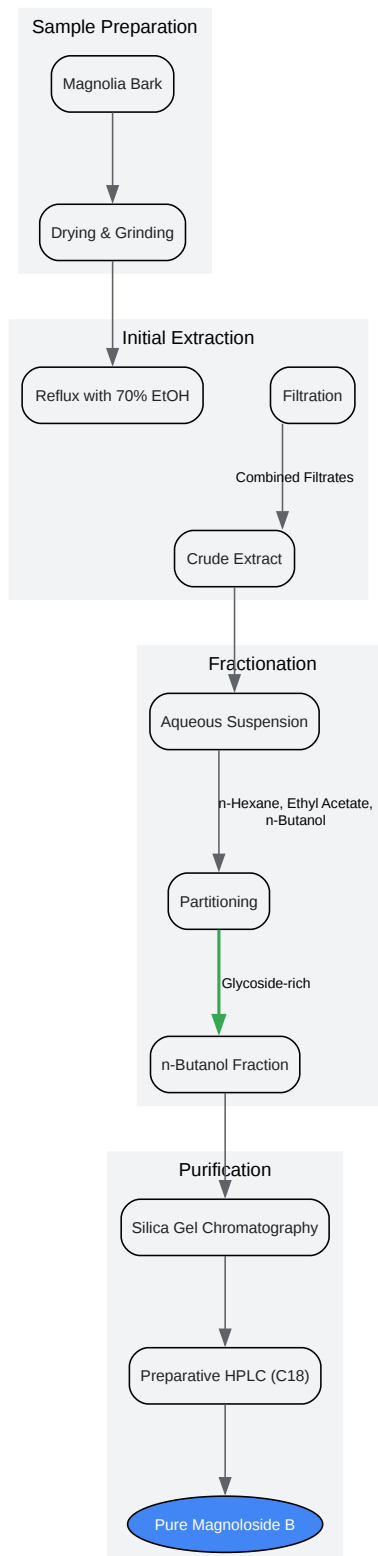 Sample Preparation
Magnolia Bark
Drying & Grinding
Initial Extraction
Reflux with 70% EtOH
Filtration
Combined Filtrates
Crude Extract
Fractionation
Aqueous Suspension
n-Hexane, Ethyl Acetate,
n-Butanol
Partitioning
Glycoside-rich
n-Butanol Fraction
Purification
Silica Gel Chromatography
Preparative HPLC (C18)
Pure Magnoloside B